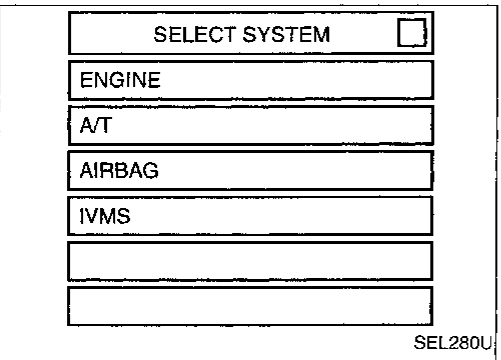 SELECT SYSTEM
ENGINE
A/T
AIRBAG
IVMS
SEL280U